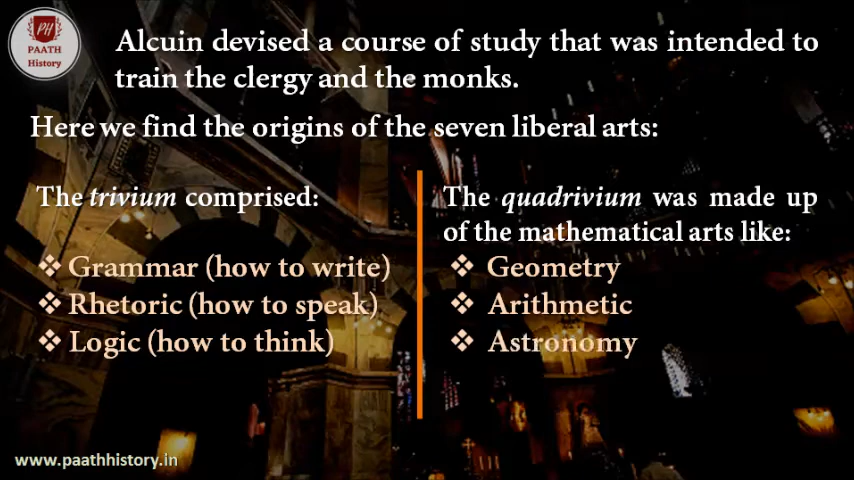 PH
PAATH
History
Alcuin devised a course of study that was intended to
train the clergy and the monks.
Here we find the origins of the seven liberal arts:
The trivium comprised:
❖ Grammar (how to write)
❖ Rhetoric (how to speak)
❖ Logic (how to think)
The quadrivium was made up
of the mathematical arts like:
❖ Geometry
❖ Arithmetic
❖ Astronomy
www.paathhistory.in